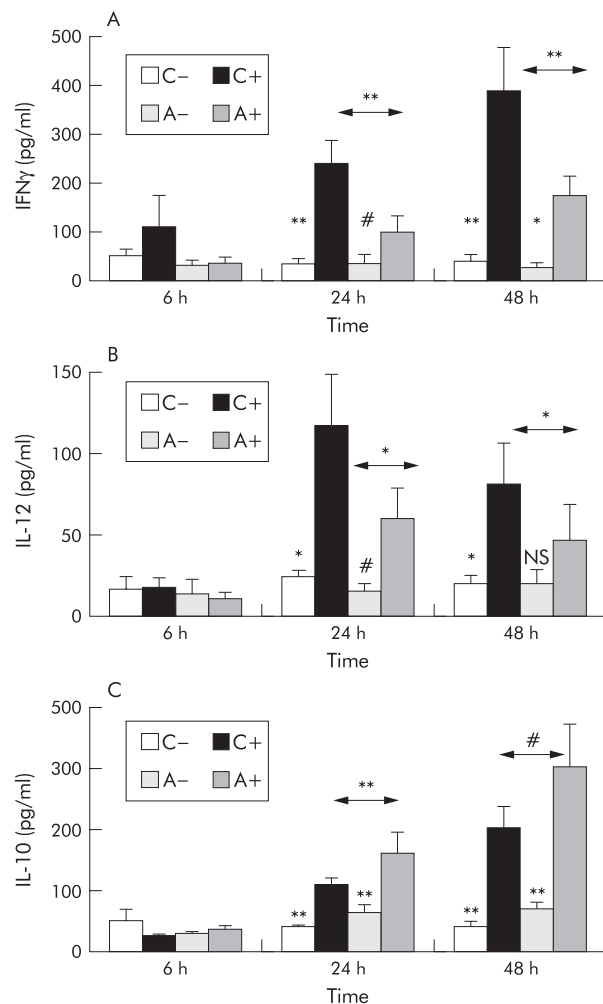 A
500
400
300
200
100
0
IFNγ (pg/ml)
C– C+
A– A+
**
**
**
#
**
*
6 h 24 h 48 h
Time
B
150
100
50
0
IL-12 (pg/ml)
C– C+
A– A+
*
*
*
#
*
NS
6 h 24 h 48 h
Time
C
500
300
200
100
0
IL-10 (pg/ml)
C– C+
A– A+
#
**
**
**
**
**
6 h 24 h 48 h
Time